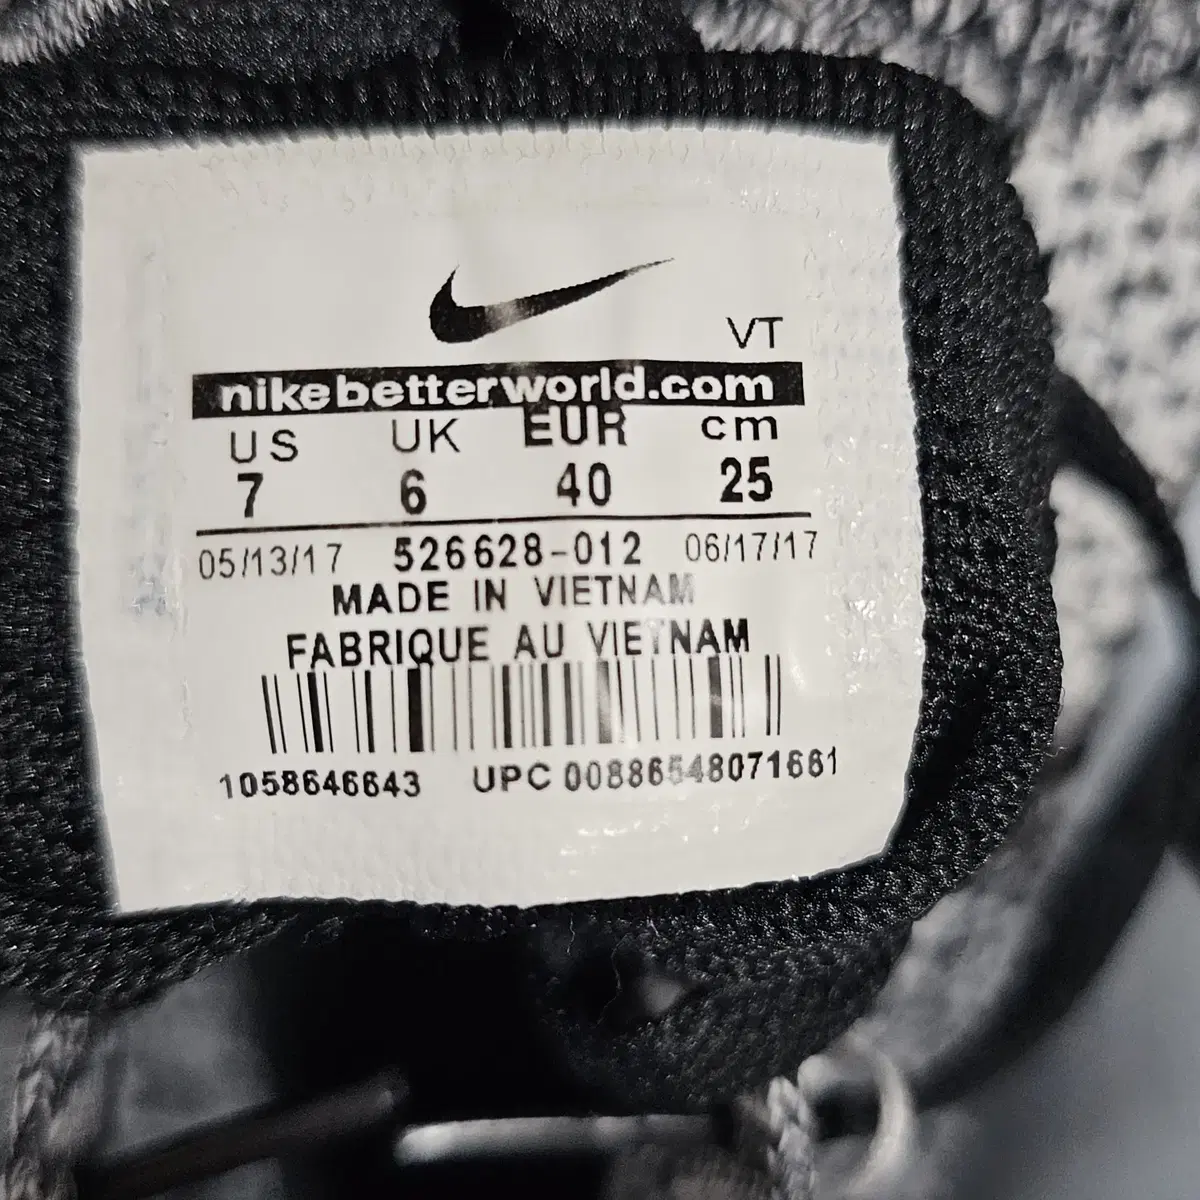 VT
nikebetterworld.com
US UK EUR cm
7 6 40 25
05/13/17 526628-012 06/17/17
MADE IN VIETNAM
FABRIQUE AU VIETNAM
1058646643 UPC 00886548071661